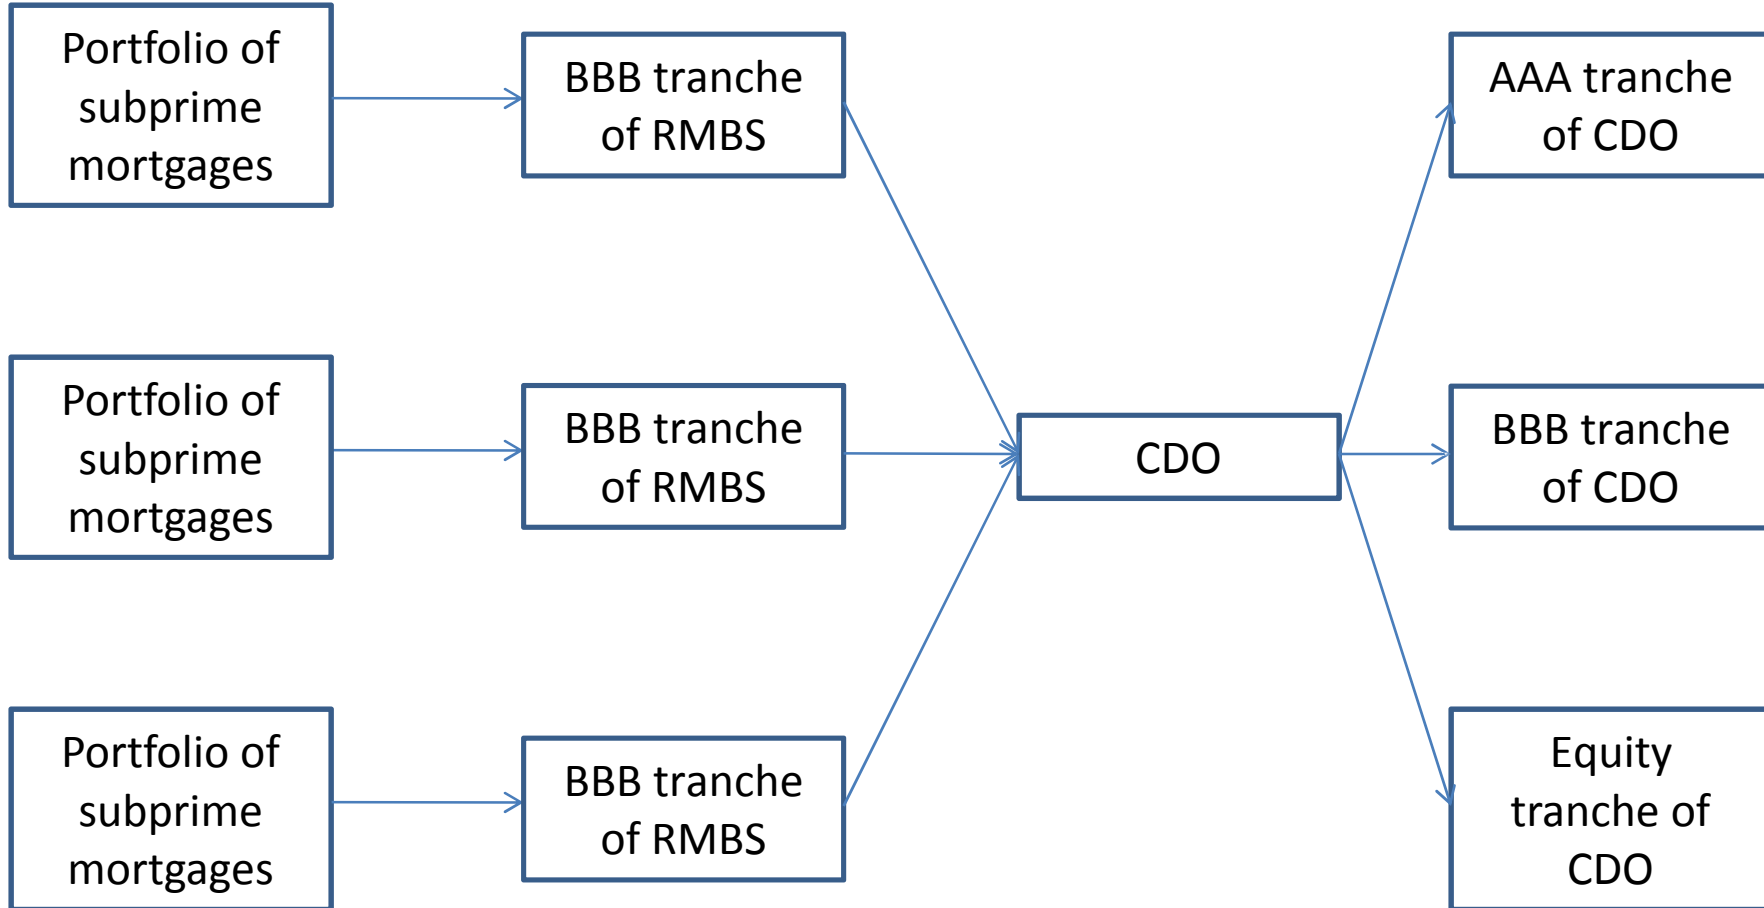 Portfolio of
subprime
mortgages
BBB tranche
of RMBS
AAA tranche
of CDO
Portfolio of
subprime
mortgages
BBB tranche
of RMBS
CDO
BBB tranche
of CDO
Portfolio of
subprime
mortgages
BBB tranche
of RMBS
Equity
tranche of
CDO